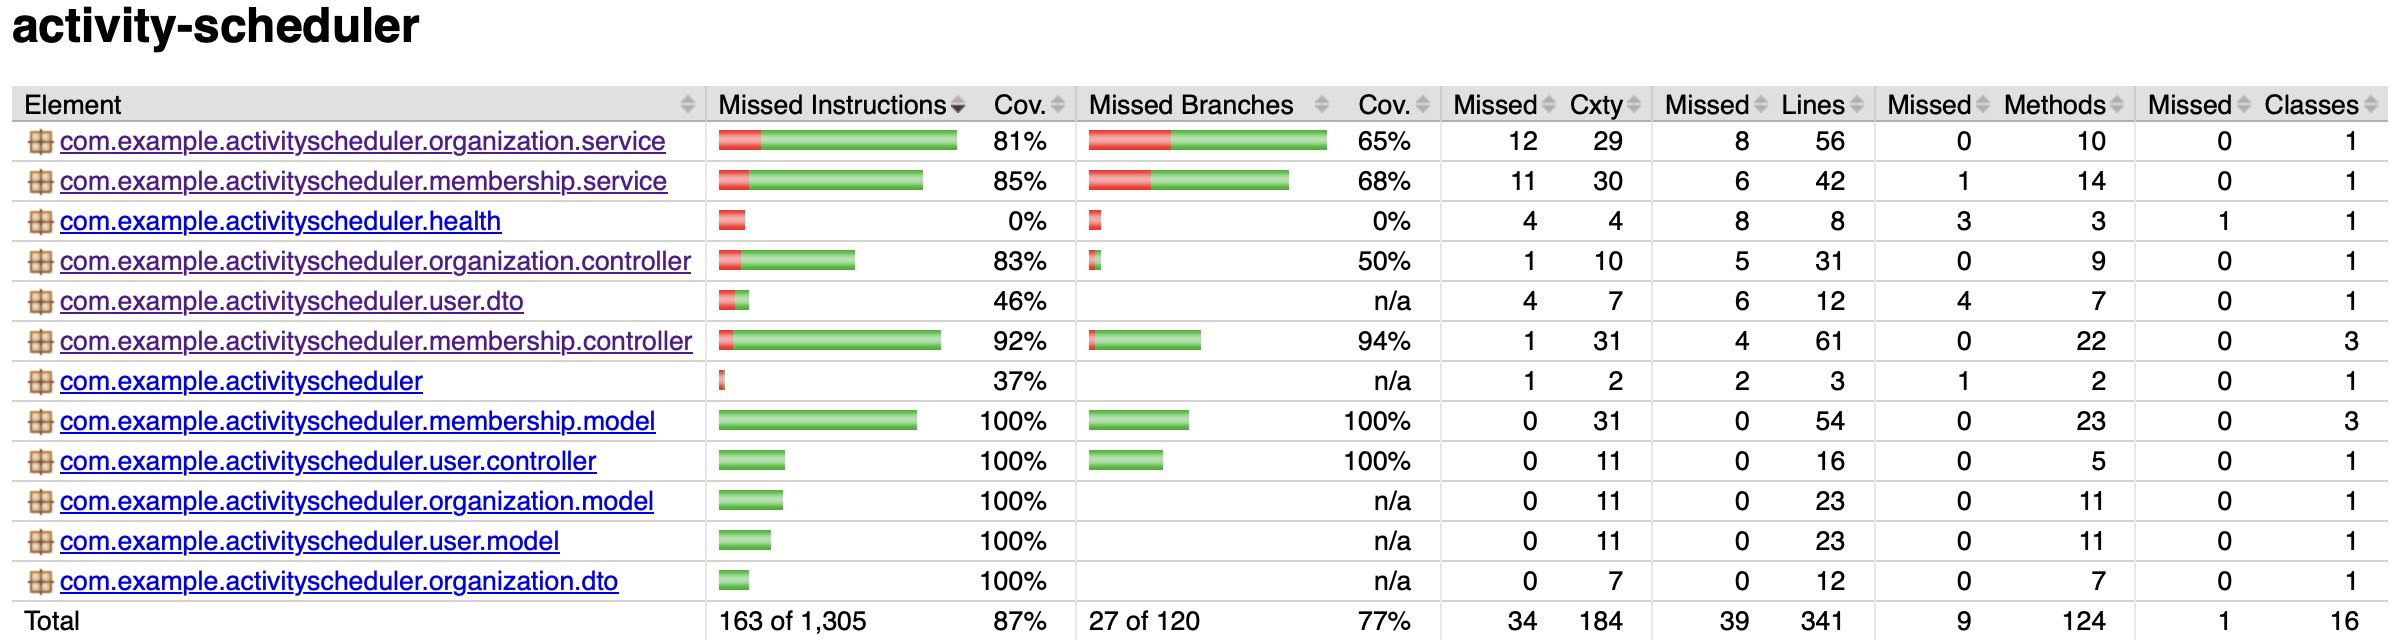 activity-scheduler
Element Missed Instructions Cov. Missed Branches Cov. Missed Cxty Missed Lines Missed Methods Missed Classes
com.example.activityscheduler.organization.service 81% 65% 12 29 8 56 0 10 0 1
com.example.activityscheduler.membership.service 85% 68% 11 30 6 42 1 14 0 1
com.example.activityscheduler.health 0% 0% 4 4 8 8 3 3 1 1
com.example.activityscheduler.organization.controller 83% 50% 1 10 5 31 0 9 0 1
com.example.activityscheduler.user.dto 46% n/a 4 7 6 12 4 7 0 1
com.example.activityscheduler.membership.controller 92% 94% 1 31 4 61 0 22 0 3
com.example.activityscheduler 37% n/a 1 2 2 3 1 2 0 1
com.example.activityscheduler.membership.model 100% 100% 0 31 0 54 0 23 0 3
com.example.activityscheduler.user.controller 100% 100% 0 11 0 16 0 5 0 1
com.example.activityscheduler.organization.model 100% n/a 0 11 0 23 0 11 0 1
com.example.activityscheduler.user.model 100% n/a 0 11 0 23 0 11 0 1
com.example.activityscheduler.organization.dto 100% n/a 0 7 0 12 0 7 0 1
Total 163 of 1,305 87% 27 of 120 77% 34 184 39 341 9 124 1 16